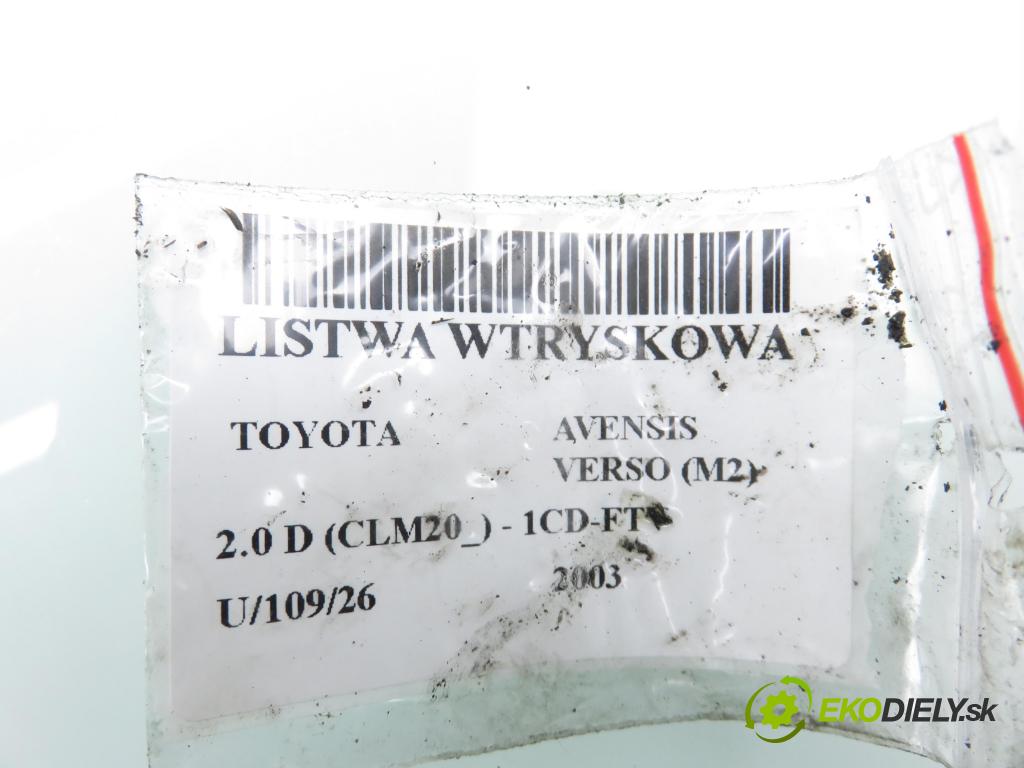 LISTWA WTRYSKOWA
TOYOTA AVENSIS
VERSO (M2)
2.0 D (CLM20_) - 1CD-FTV
2003
U/109/26
EKODIELY.sk